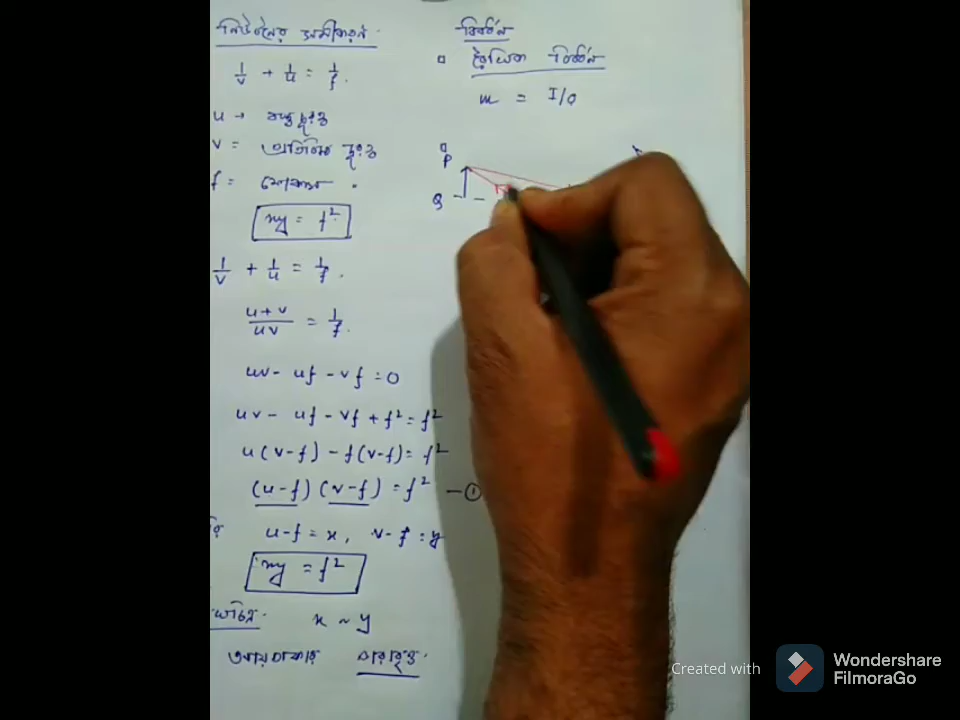 নিউটনের সমীকরণ
1/v + 1/u = 1/f.
u → বস্তু দূরত্ব
v = প্রতিবিম্ব দূরত্ব
f = ফোকাস
xy = f²
1/v + 1/u = 1/f.
u+v/uv = 1/f.
uv - uf - vf = 0
uv - uf - vf + f² = f²
u(v-f) - f(v-f) = f²
(u-f) (v-f) = f² —①
রি u-f = x, v-f = y
xy = f²
x ~ y
আয়তাকার
বিবর্ধন
রৈখিক বিবর্ধন
m = I/O
P
Q
Created with
Wondershare
FilmoraGo